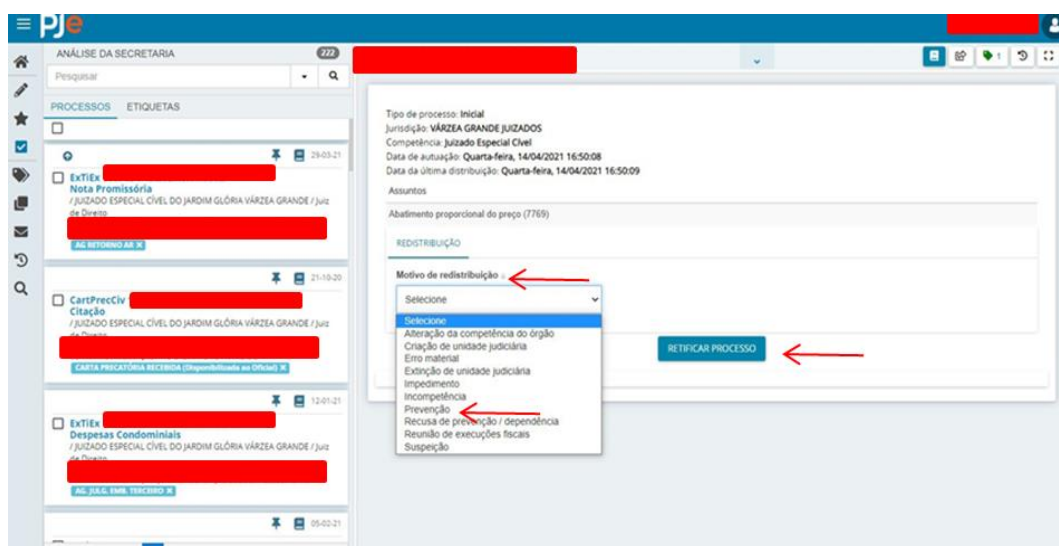 PJe
ANÁLISE DA SECRETARIA 222
Pesquisar
PROCESSOS ETIQUETAS
29-03-21
ExTiEx
Nota Promissória
/ JUIZADO ESPECIAL CÍVEL DO JARDIM GLÓRIA VÁRZEA GRANDE / Juiz
de Direito
AG RETORNO AR X
21-10-20
CartPrecCiv
Citação
/ JUIZADO ESPECIAL CÍVEL DO JARDIM GLÓRIA VÁRZEA GRANDE / Juiz
de Direito
CARTA PRECATÓRIA RECEBIDA (Disponibilizada ao Oficial) X
12-01-21
ExTiEx
Despesas Condominiais
/ JUIZADO ESPECIAL CÍVEL DO JARDIM GLÓRIA VÁRZEA GRANDE / Juiz
de Direito
AG. JULG. EMB. TERCEIRO X
05-02-21
1
Tipo de processo: Inicial
Jurisdição: VÁRZEA GRANDE JUIZADOS
Competência: Juizado Especial Cível
Data de autuação: Quarta-feira, 14/04/2021 16:50:08
Data da última distribuição: Quarta-feira, 14/04/2021 16:50:09
Assuntos
Abatimento proporcional do preço (7769)
REDISTRIBUIÇÃO
Motivo de redistribuição
Selecione
Selecione
Alteração da competência do órgão
Criação de unidade judiciária
Erro material
Extinção de unidade judiciária
Impedimento
Incompetência
Prevenção
Recusa de prevenção / dependência
Reunião de execuções fiscais
Suspeição
RETIFICAR PROCESSO